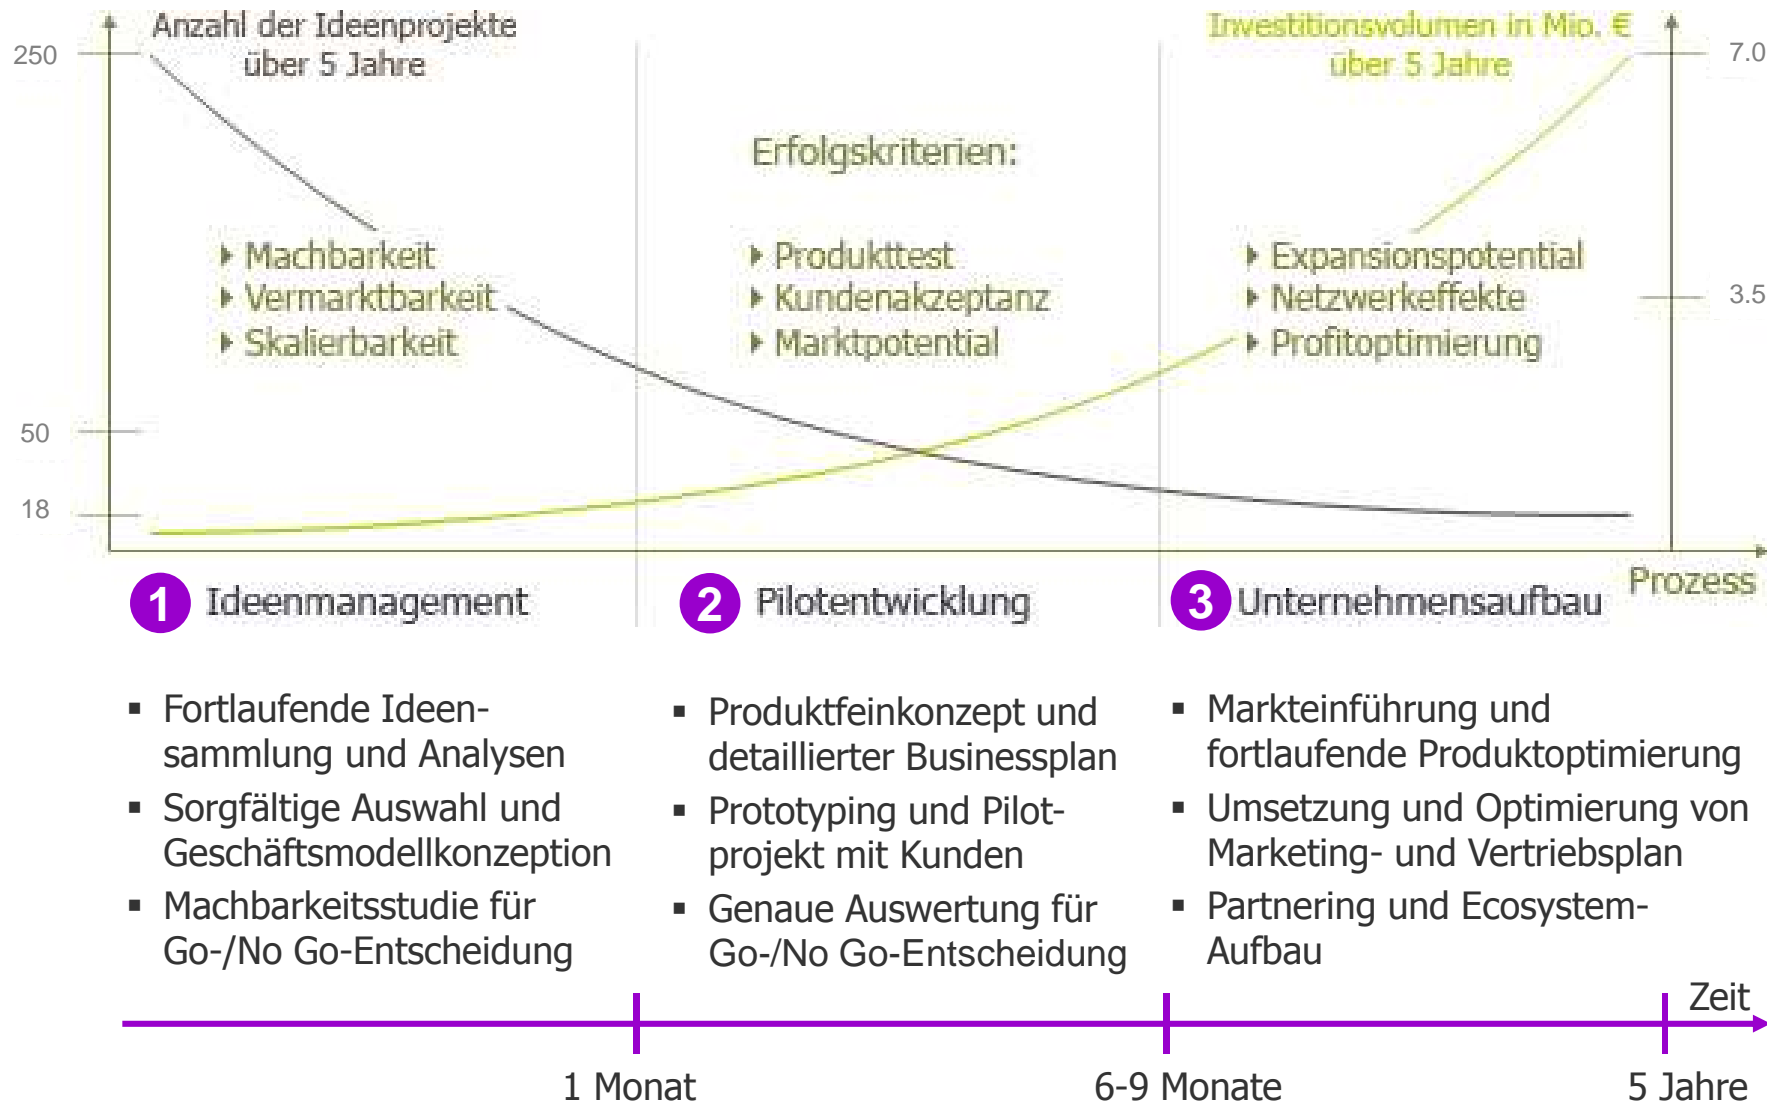 Anzahl der Ideenprojekte
über 5 Jahre
Investitionsvolumen in Mio. €
über 5 Jahre
250
50
18
7.0
3.5
Erfolgskriterien:
Machbarkeit
Vermarktbarkeit
Skalierbarkeit
Produkttest
Kundenakzeptanz
Marktpotential
Expansionspotential
Netzwerkeffekte
Profitoptimierung
Prozess
1 Ideenmanagement
2 Pilotentwicklung
3 Unternehmensaufbau
▪ Fortlaufende Ideen-
sammlung und Analysen
▪ Sorgfältige Auswahl und
Geschäftsmodellkonzeption
▪ Machbarkeitsstudie für
Go-/No Go-Entscheidung
▪ Produktfeinkonzept und
detaillierter Businessplan
▪ Prototyping und Pilot-
projekt mit Kunden
▪ Genaue Auswertung für
Go-/No Go-Entscheidung
▪ Markteinführung und
fortlaufende Produktoptimierung
▪ Umsetzung und Optimierung von
Marketing- und Vertriebsplan
▪ Partnering und Ecosystem-
Aufbau
Zeit
1 Monat
6-9 Monate
5 Jahre